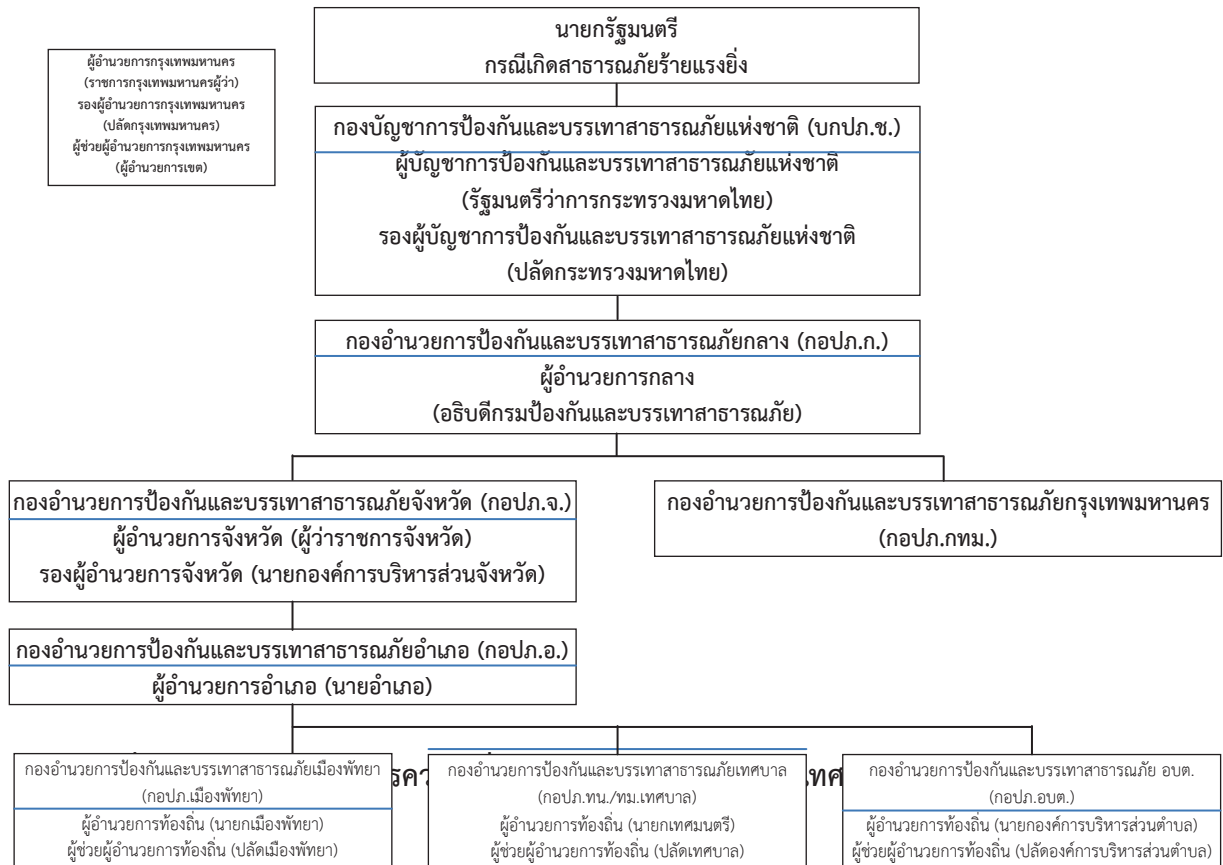 นายกรัฐมนตรี
กรณีเกิดสาธารณภัยร้ายแรงยิ่ง
ผู้อำนวยการกรุงเทพมหานคร
(ราชการกรุงเทพมหานครผู้ว่า)
รองผู้อำนวยการกรุงเทพมหานคร
(ปลัดกรุงเทพมหานคร)
ผู้ช่วยผู้อำนวยการกรุงเทพมหานคร
(ผู้อำนวยการเขต)
กองบัญชาการป้องกันและบรรเทาสาธารณภัยแห่งชาติ (บกปภ.ช.)
ผู้บัญชาการป้องกันและบรรเทาสาธารณภัยแห่งชาติ
(รัฐมนตรีว่าการกระทรวงมหาดไทย)
รองผู้บัญชาการป้องกันและบรรเทาสาธารณภัยแห่งชาติ
(ปลัดกระทรวงมหาดไทย)
กองอำนวยการป้องกันและบรรเทาสาธารณภัยกลาง (กอปภ.ก.)
ผู้อำนวยการกลาง
(อธิบดีกรมป้องกันและบรรเทาสาธารณภัย)
กองอำนวยการป้องกันและบรรเทาสาธารณภัยจังหวัด (กอปภ.จ.)
ผู้อำนวยการจังหวัด (ผู้ว่าราชการจังหวัด)
รองผู้อำนวยการจังหวัด (นายกองค์การบริหารส่วนจังหวัด)
กองอำนวยการป้องกันและบรรเทาสาธารณภัยกรุงเทพมหานคร
(กอปภ.กทม.)
กองอำนวยการป้องกันและบรรเทาสาธารณภัยอำเภอ (กอปภ.อ.)
ผู้อำนวยการอำเภอ (นายอำเภอ)
กองอำนวยการป้องกันและบรรเทาสาธารณภัยเมืองพัทยา
(กอปภ.เมืองพัทยา)
ผู้อำนวยการท้องถิ่น (นายกเมืองพัทยา)
ผู้ช่วยผู้อำนวยการท้องถิ่น (ปลัดเมืองพัทยา)
กองอำนวยการป้องกันและบรรเทาสาธารณภัยเทศบาล
(กอปภ.ทน./ทม.เทศบาล)
ผู้อำนวยการท้องถิ่น (นายกเทศมนตรี)
ผู้ช่วยผู้อำนวยการท้องถิ่น (ปลัดเทศบาล)
กองอำนวยการป้องกันและบรรเทาสาธารณภัย อบต.
(กอปภ.อบต.)
ผู้อำนวยการท้องถิ่น (นายกองค์การบริหารส่วนตำบล)
ผู้ช่วยผู้อำนวยการท้องถิ่น (ปลัดองค์การบริหารส่วนตำบล)